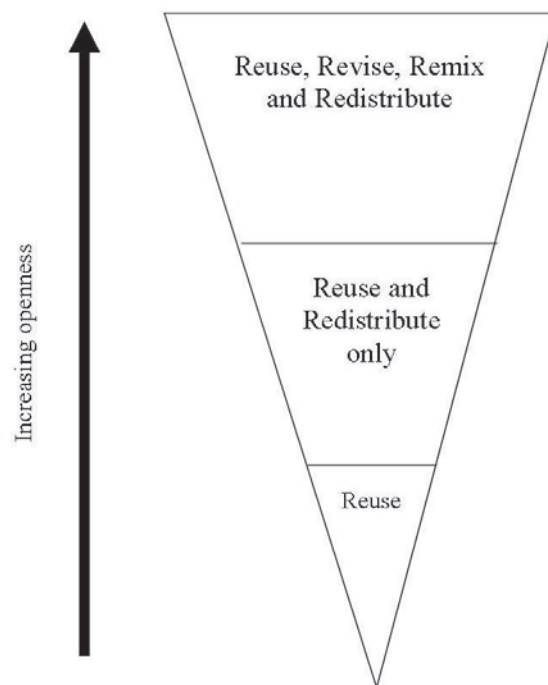 Reuse, Revise, Remix
and Redistribute
Reuse and
Redistribute
only
Reuse
Increasing openness